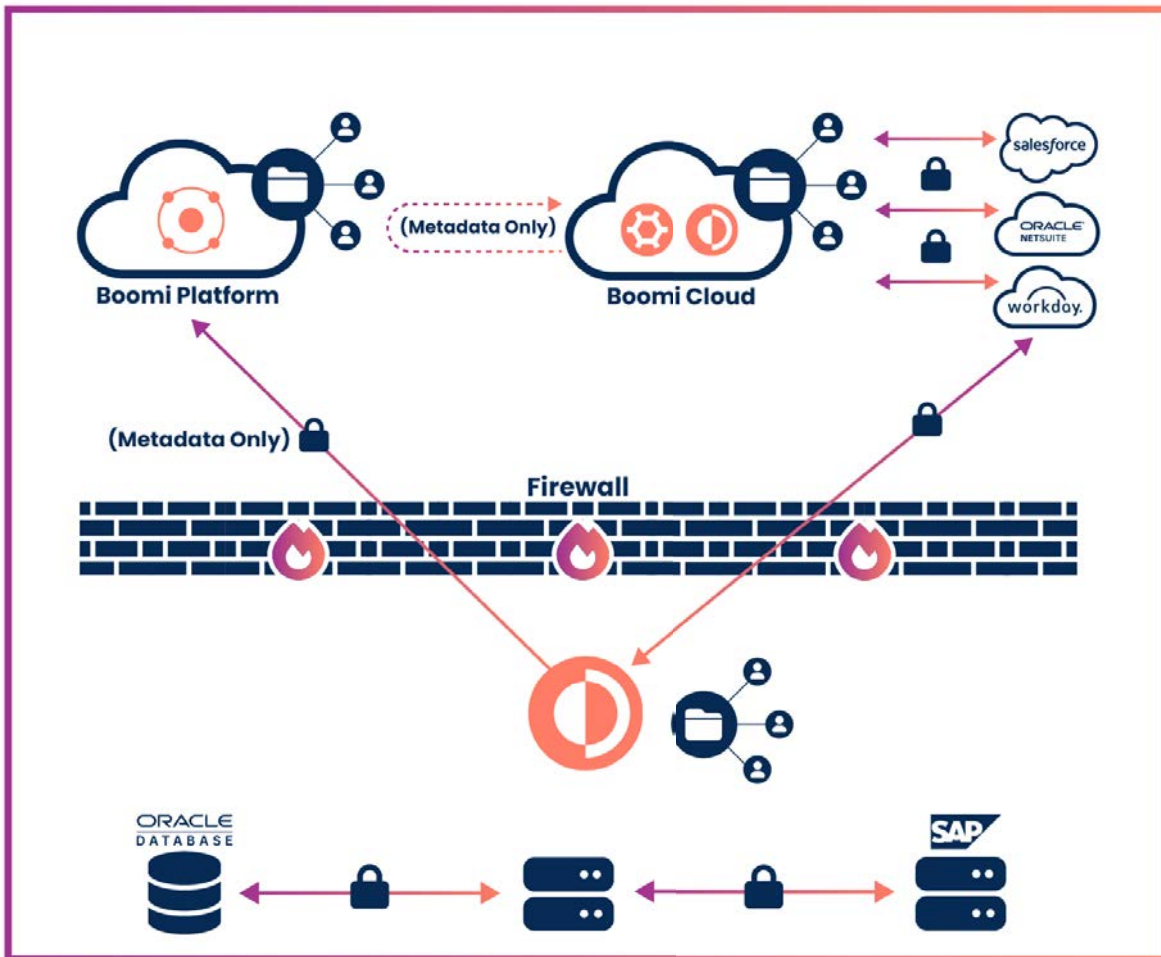 salesforce
(Metadata Only)
ORACLE
NETSUITE
Boomi Platform
Boomi Cloud
workday.
(Metadata Only)
Firewall
ORACLE
DATABASE
SAP